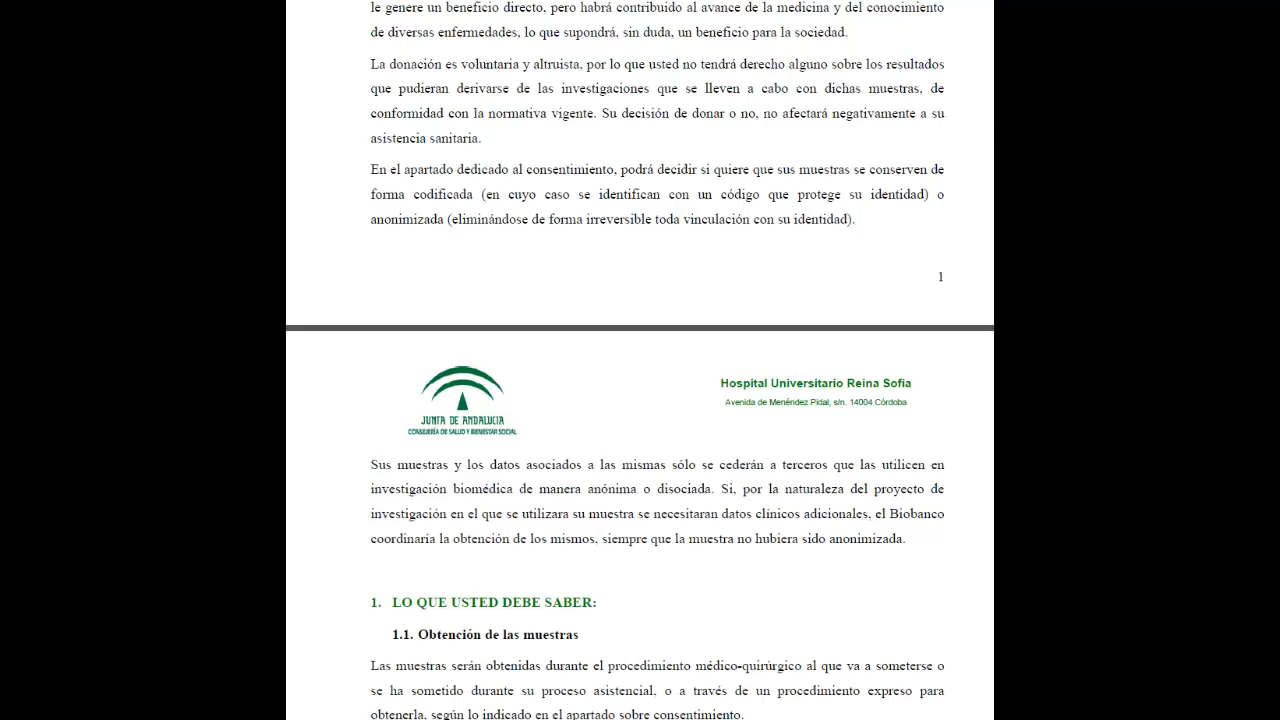 le genere un beneficio directo, pero habrá contribuido al avance de la medicina y del conocimiento
de diversas enfermedades, lo que supondrá, sin duda, un beneficio para la sociedad.
La donación es voluntaria y altruista, por lo que usted no tendrá derecho alguno sobre los resultados
que pudieran derivarse de las investigaciones que se lleven a cabo con dichas muestras, de
conformidad con la normativa vigente. Su decisión de donar o no, no afectará negativamente a su
asistencia sanitaria.
En el apartado dedicado al consentimiento, podrá decidir si quiere que sus muestras se conserven de
forma codificada (en cuyo caso se identifican con un código que protege su identidad) o
anonimizada (eliminándose de forma irreversible toda vinculación con su identidad).
1
JUNTA DE ANDALUCIA
CONSEJERÍA DE SALUD Y BIENESTAR SOCIAL
Hospital Universitario Reina Sofia
Avenida de Menéndez Pidal, s/n. 14004 Córdoba
Sus muestras y los datos asociados a las mismas sólo se cederán a terceros que las utilicen en
investigación biomédica de manera anónima o disociada. Si, por la naturaleza del proyecto de
investigación en el que se utilizara su muestra se necesitaran datos clínicos adicionales, el Biobanco
coordinaría la obtención de los mismos, siempre que la muestra no hubiera sido anonimizada.
1. LO QUE USTED DEBE SABER:
1.1. Obtención de las muestras
Las muestras serán obtenidas durante el procedimiento médico-quirúrgico al que va a someterse o
se ha sometido durante su proceso asistencial, o a través de un procedimiento expreso para
obtenerla, según lo indicado en el apartado sobre consentimiento.